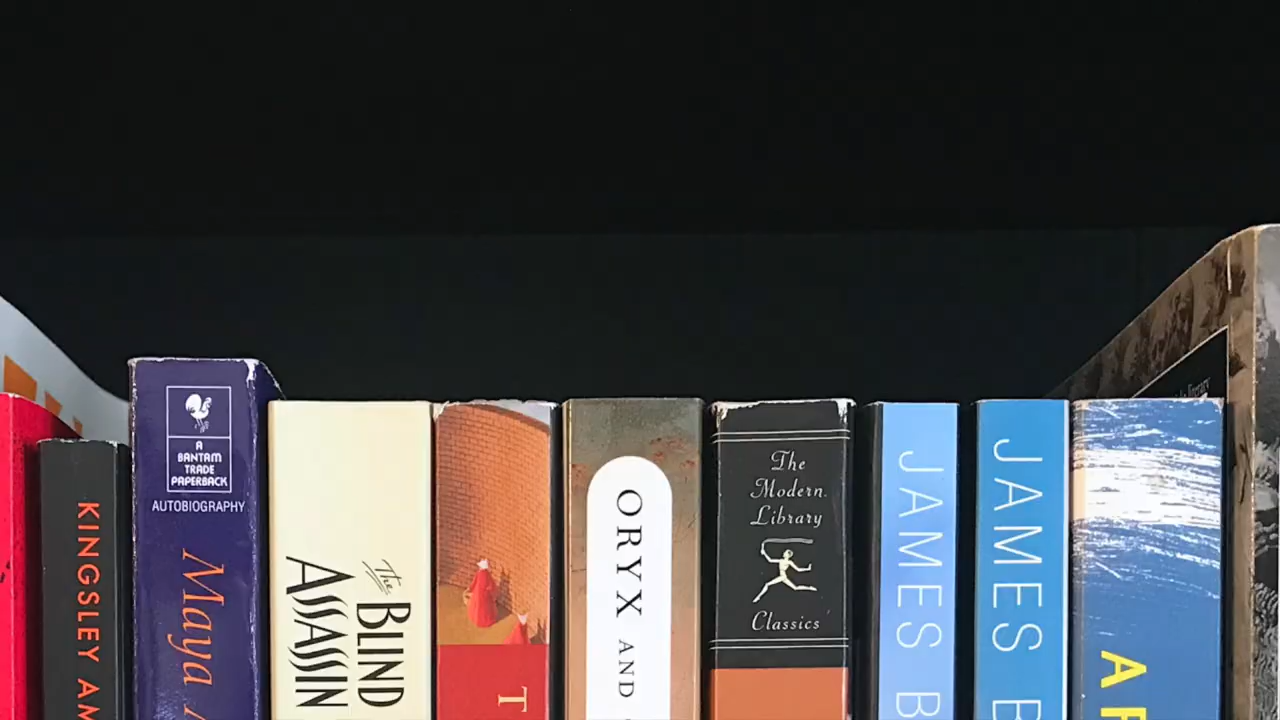 KINGSLEY AM
A
BANTAM
TRADE
PAPERBACK
AUTOBIOGRAPHY
Maya
The
BLIND
ASSASSIN
T
ORYX AND
The
Modern
Library
Classics
JAMES B
JAMES B
A